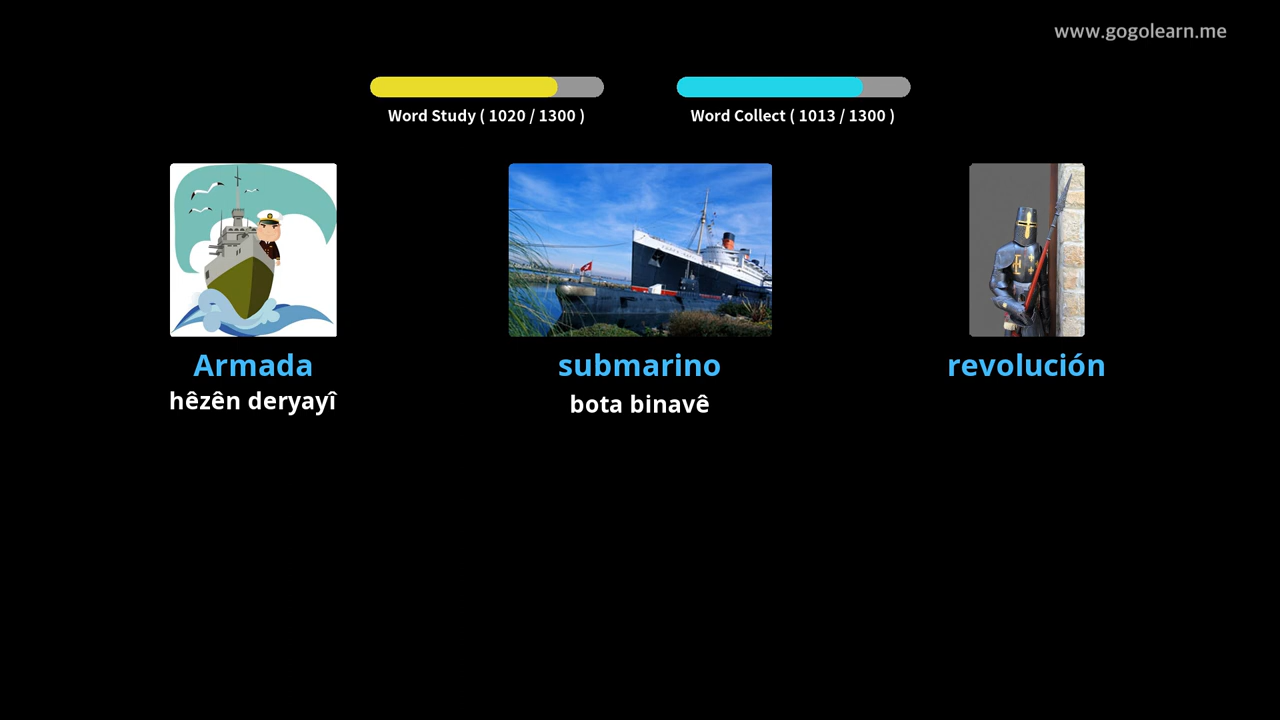 www.gogolearn.me
Word Study ( 1020 / 1300 )
Word Collect ( 1013 / 1300 )
Armada
submarino
revolución
hêzên deryayî
bota binavê